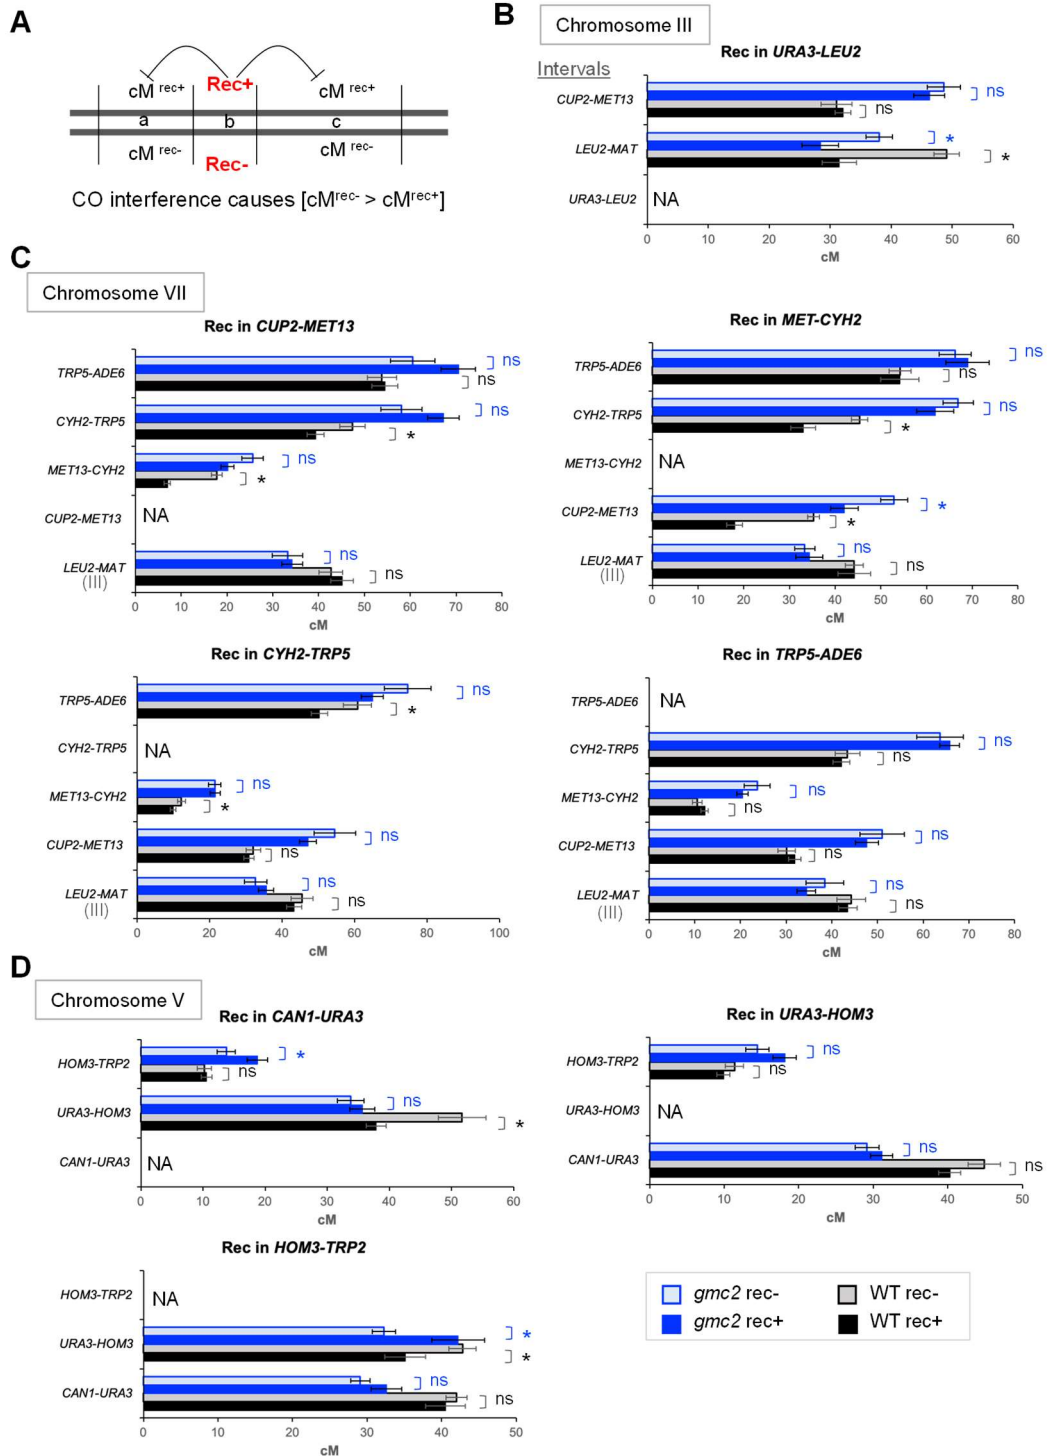 A
cM rec+ Rec+ cM rec+
a b c
cM rec- Rec- cM rec-
CO interference causes [cMrec- > cMrec+]
B
Chromosome III
Rec in URA3-LEU2
Intervals
CUP2-MET13
ns
ns
LEU2-MAT
*
*
URA3-LEU2 NA
0 10 20 30 40 50 60
cM
C
Chromosome VII
Rec in CUP2-MET13
TRP5-ADE6
ns
ns
CYH2-TRP5
ns
*
MET13-CYH2
ns
*
CUP2-MET13 NA
LEU2-MAT
(III)
ns
ns
0 10 20 30 40 50 60 70 80
cM
Rec in MET-CYH2
TRP5-ADE6
ns
ns
CYH2-TRP5
ns
*
MET13-CYH2 NA
CUP2-MET13
*
*
LEU2-MAT
(III)
ns
ns
0 10 20 30 40 50 60 70 80
cM
Rec in CYH2-TRP5
TRP5-ADE6
ns
*
CYH2-TRP5 NA
MET13-CYH2
ns
*
CUP2-MET13
ns
ns
LEU2-MAT
(III)
ns
ns
0 20 40 60 80 100
cM
Rec in TRP5-ADE6
TRP5-ADE6 NA
CYH2-TRP5
ns
ns
MET13-CYH2
ns
ns
CUP2-MET13
ns
ns
LEU2-MAT
(III)
ns
ns
0 10 20 30 40 50 60 70 80
cM
D
Chromosome V
Rec in CAN1-URA3
HOM3-TRP2
*
ns
URA3-HOM3
ns
*
CAN1-URA3 NA
0 10 20 30 40 50 60
cM
Rec in URA3-HOM3
HOM3-TRP2
ns
ns
URA3-HOM3 NA
CAN1-URA3
ns
ns
0 10 20 30 40 50
cM
Rec in HOM3-TRP2
HOM3-TRP2 NA
URA3-HOM3
*
*
CAN1-URA3
ns
ns
0 10 20 30 40 50
cM
gmc2 rec- WT rec-
gmc2 rec+ WT rec+